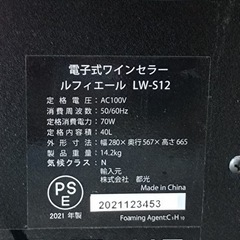 電子式ワインセラー
ルフィエール LW-S12
定格電圧：AC100V
消費周波数：50/60Hz
定格消費電力：70W
定格内容積：40L
外形寸法：幅280×奥行567×高さ665
製品重量：14.2kg
気候クラス：N
輸入元
株式会社 都光
Made in China
PS
E
2021年製
2021123453
Foaming Agent:C₅H₁₀